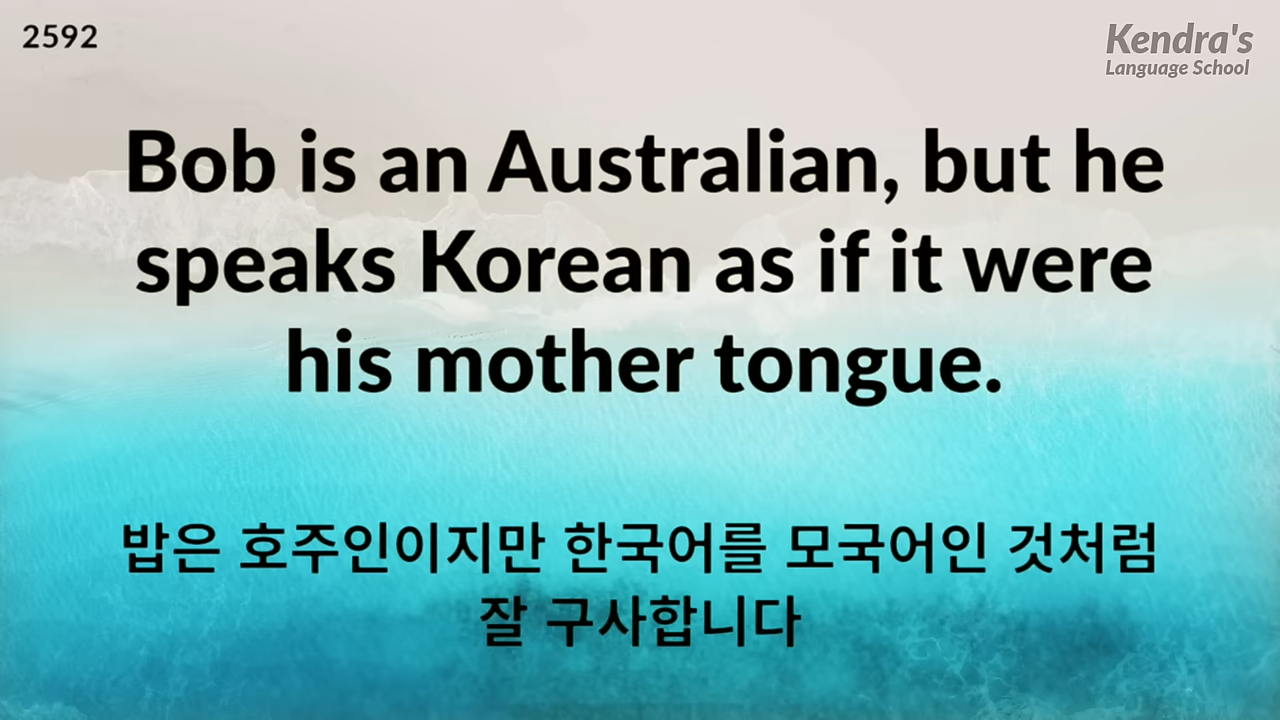 2592
Kendra's
Language School
Bob is an Australian, but he
speaks Korean as if it were
his mother tongue.
밥은 호주인이지만 한국어를 모국어인 것처럼
잘 구사합니다